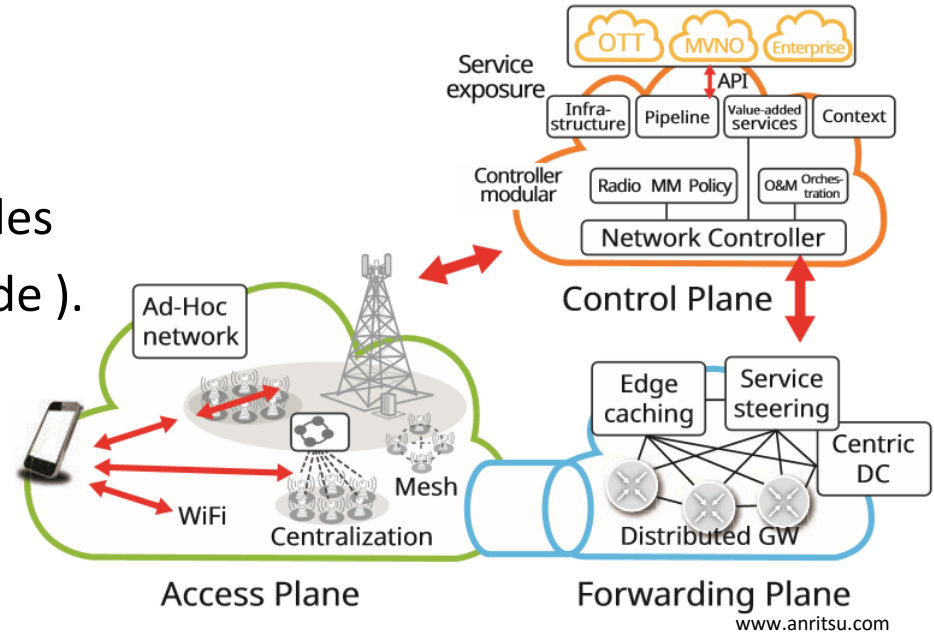 OTT
MVNO
Enterprise
Service
exposure
API
Infra-
structure
Pipeline
Value-added
services
Context
Controller
modular
Radio MM Policy
O&M Orches-
tration
Network Controller
Control Plane
les
de ).
Ad-Hoc
network
Mesh
WiFi
Centralization
Access Plane
Edge
caching
Service
steering
Centric
DC
Distributed GW
Forwarding Plane
www.anritsu.com